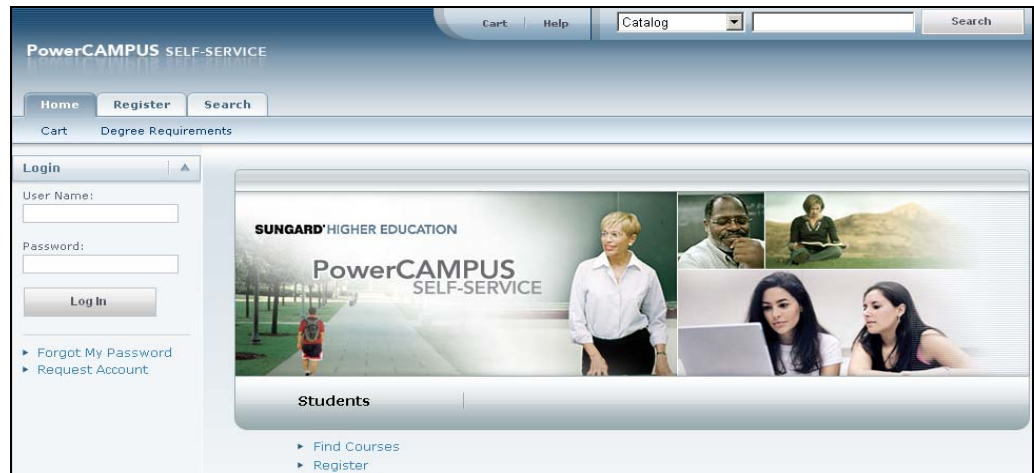 Cart Help Catalog Search
PowerCAMPUS SELF-SERVICE
Home Register Search
Cart Degree Requirements
Login
User Name:
Password:
Log In
Forgot My Password
Request Account
SUNGARD' HIGHER EDUCATION
PowerCAMPUS
SELF-SERVICE
Students
Find Courses
Register